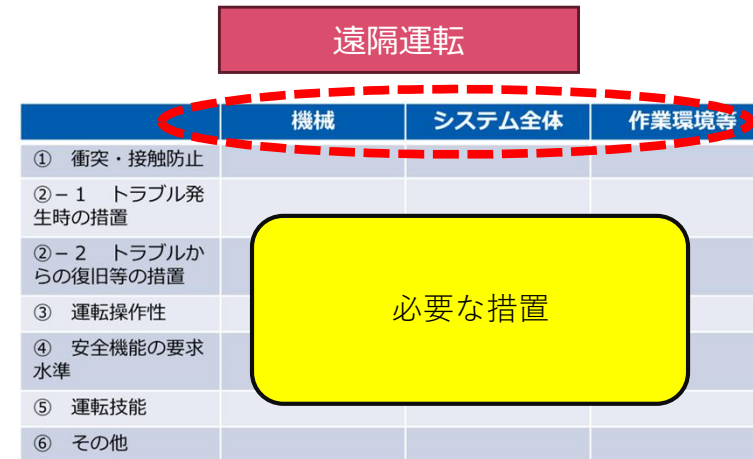 遠隔運転
機械 システム全体 作業環境等
① 衝突・接触防止
②－１ トラブル発
生時の措置
②－２ トラブルか
らの復旧等の措置
必要な措置
③ 運転操作性
④ 安全機能の要求
水準
⑤ 運転技能
⑥ その他